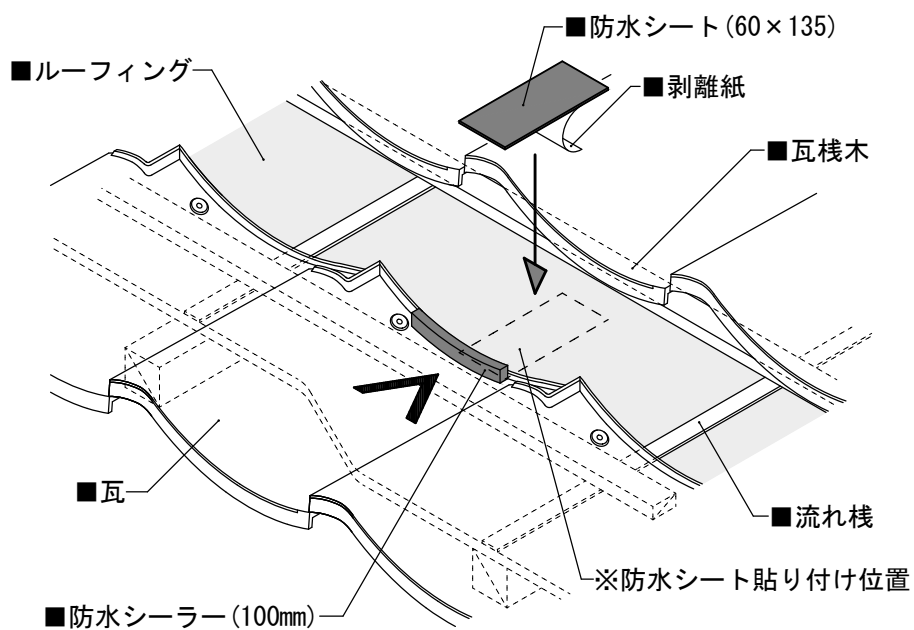 ■防水シート(60×135)
■ルーフィング
■剥離紙
■瓦桟木
■瓦
■流れ桟
※防水シート貼り付け位置
■防水シーラー(100mm)